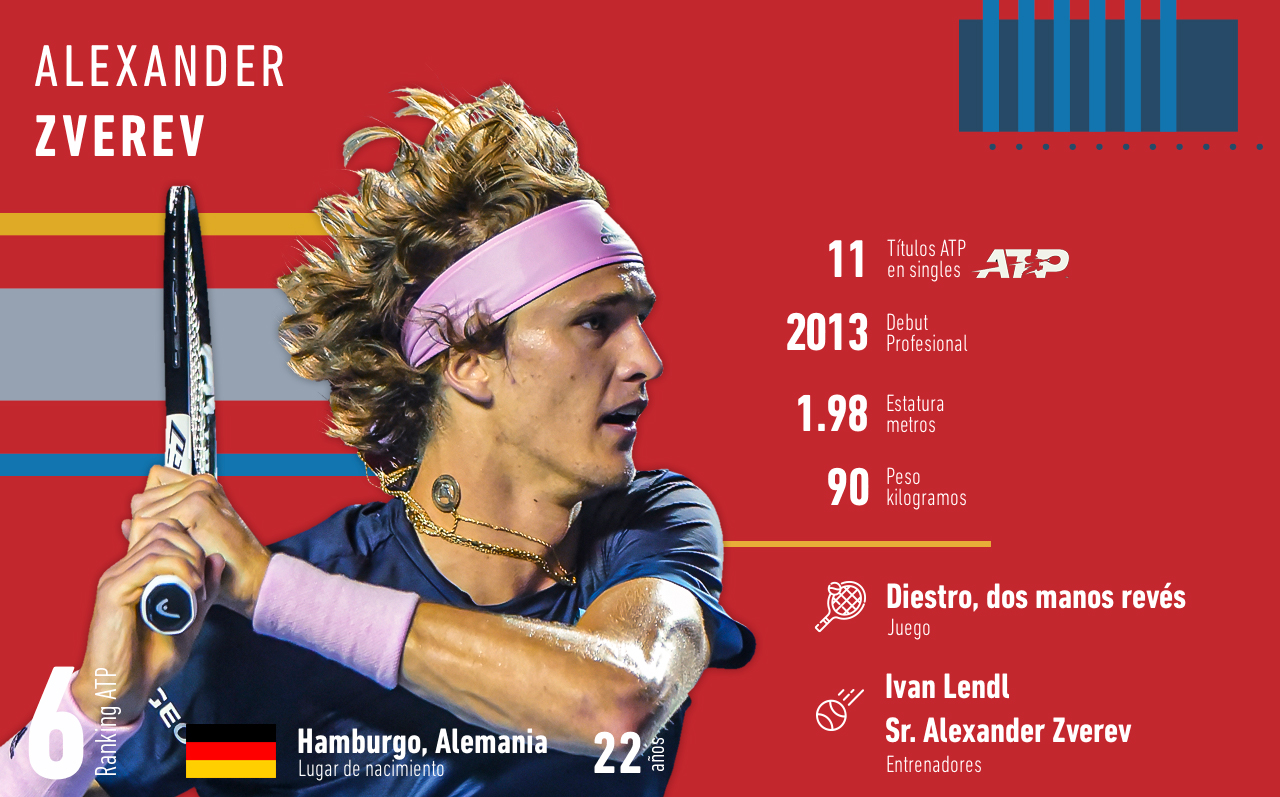 ALEXANDER
ZVEREV
11
Títulos ATP
en singles
ATP
2013
Debut
Profesional
1.98
Estatura
metros
90
Peso
kilogramos
Diestro, dos manos revés
Juego
Ivan Lendl
Sr. Alexander Zverev
Entrenadores
6
Ranking ATP
Hamburgo, Alemania
Lugar de nacimiento
22
años